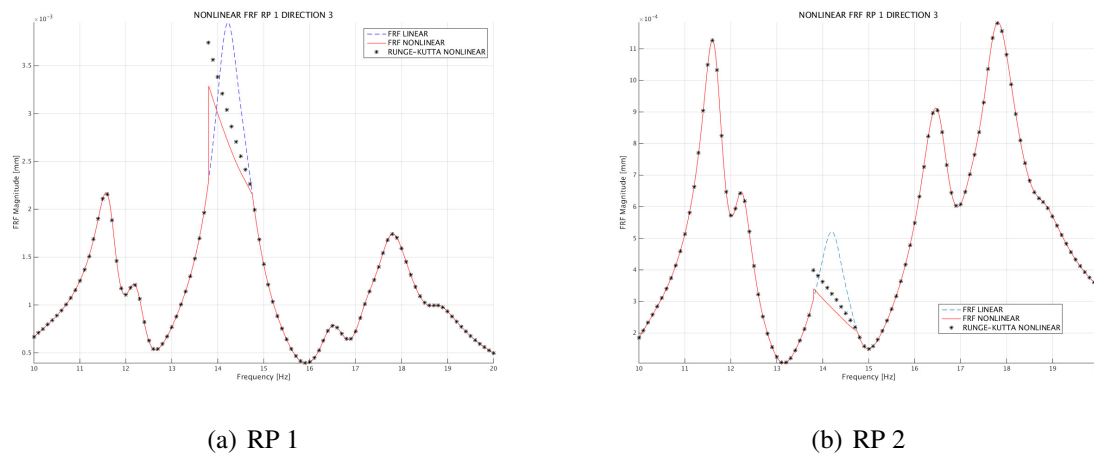 NONLINEAR FRF RP 1 DIRECTION 3
×10⁻³
FRF LINEAR
FRF NONLINEAR
RUNGE-KUTTA NONLINEAR
3.5
3
2.5
2
1.5
1
0.5
FRF Magnitude [mm]
10 11 12 13 14 15 16 17 18 19 20
Frequency [Hz]
(a) RP 1
NONLINEAR FRF RP 1 DIRECTION 3
×10⁻⁴
11
10
9
8
7
6
5
4
3
2
FRF Magnitude [mm]
FRF LINEAR
FRF NONLINEAR
RUNGE-KUTTA NONLINEAR
10 11 12 13 14 15 16 17 18 19
Frequency [Hz]
(b) RP 2